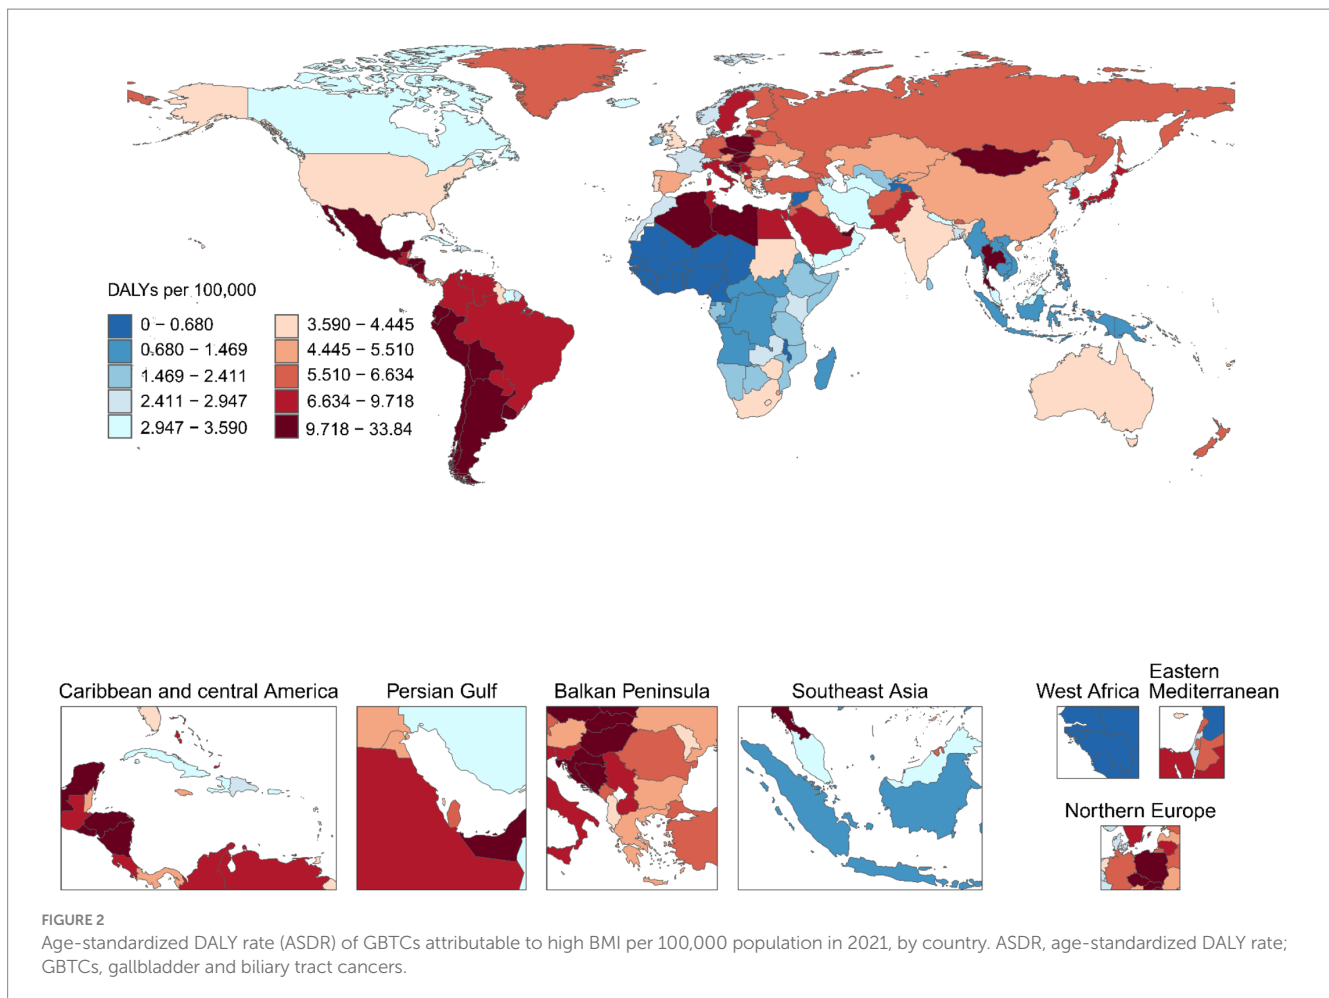 DALYs per 100,000
0 – 0.680
0.680 – 1.469
1.469 – 2.411
2.411 – 2.947
2.947 – 3.590
3.590 – 4.445
4.445 – 5.510
5.510 – 6.634
6.634 – 9.718
9.718 – 33.84
Caribbean and central America
Persian Gulf
Balkan Peninsula
Southeast Asia
West Africa
Eastern
Mediterranean
Northern Europe
FIGURE 2
Age-standardized DALY rate (ASDR) of GBTCs attributable to high BMI per 100,000 population in 2021, by country. ASDR, age-standardized DALY rate;
GBTCs, gallbladder and biliary tract cancers.